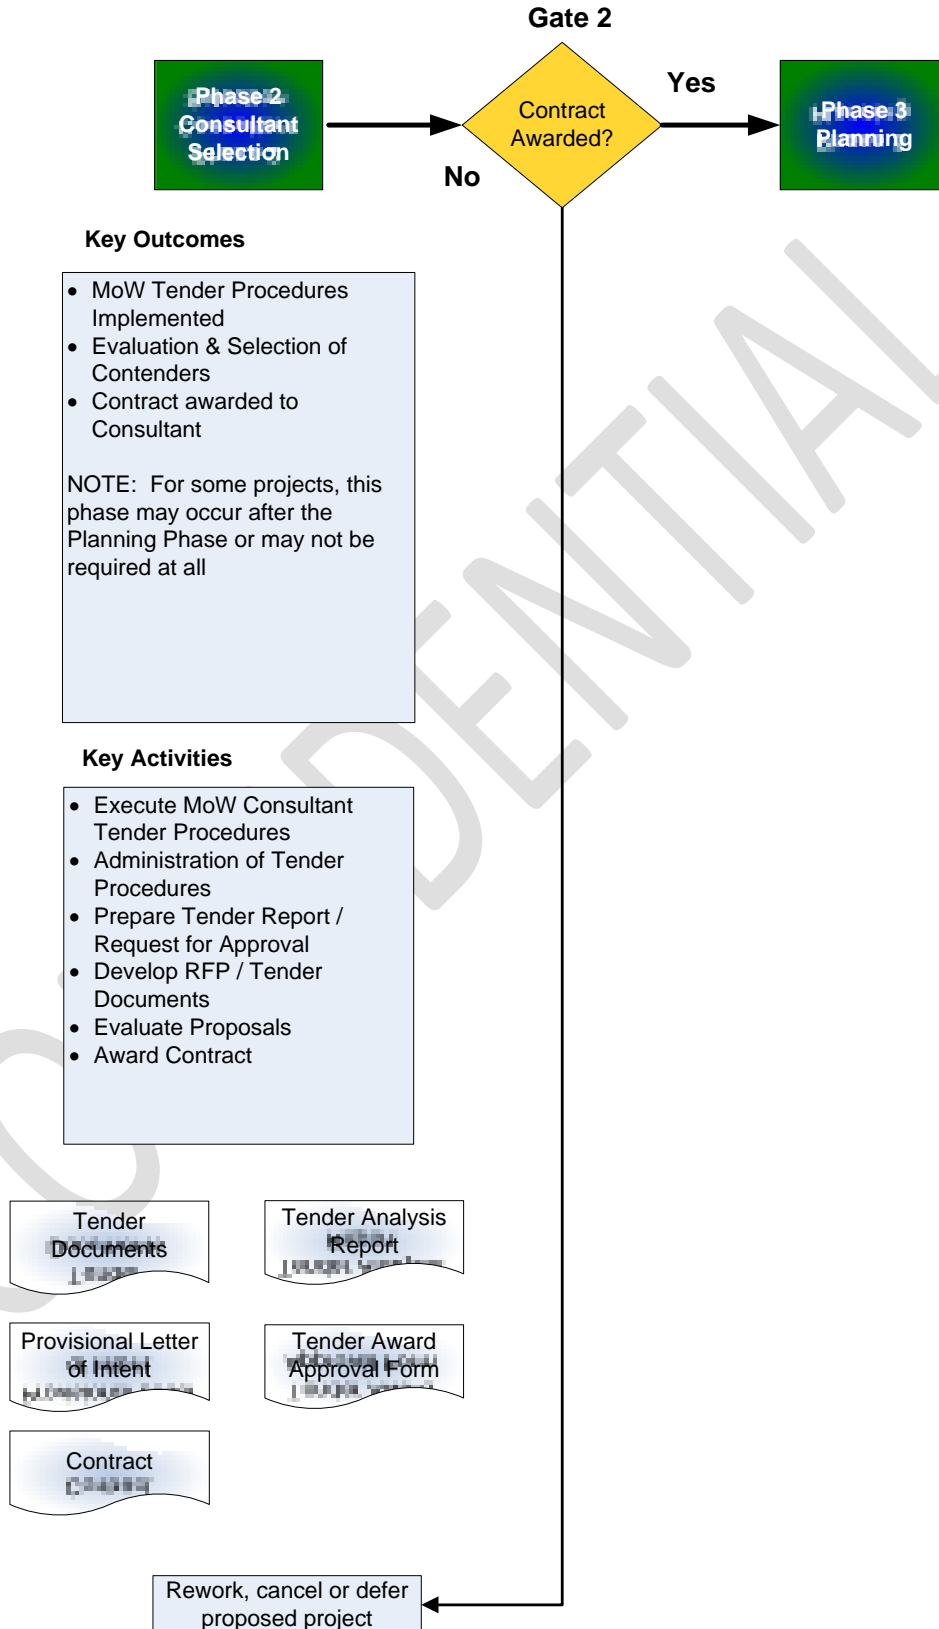 Gate 2
Phase 2
Consultant
Selection
Contract
Awarded?
Yes
No
Phase 3
Planning
Key Outcomes
• MoW Tender Procedures
Implemented
• Evaluation & Selection of
Contenders
• Contract awarded to
Consultant
NOTE:  For some projects, this
phase may occur after the
Planning Phase or may not be
required at all
Key Activities
• Execute MoW Consultant
Tender Procedures
• Administration of Tender
Procedures
• Prepare Tender Report /
Request for Approval
• Develop RFP / Tender
Documents
• Evaluate Proposals
• Award Contract
Tender
Documents
Tender Analysis
Report
Provisional Letter
of Intent
Tender Award
Approval Form
Contract
Rework, cancel or defer
proposed project